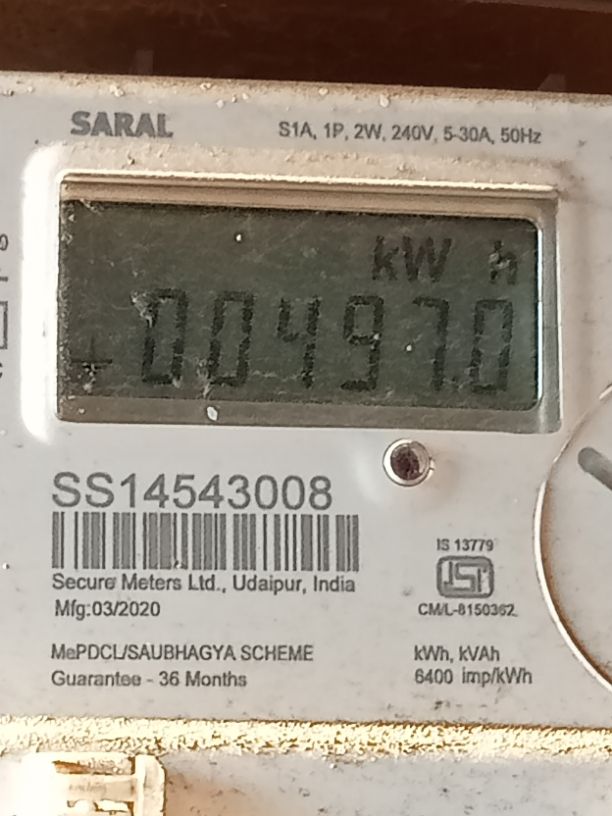 SARAL
S1A, 1P, 2W, 240V, 5-30A, 50Hz
kW h
00497.0
SS14543008
Secure Meters Ltd., Udaipur, India
Mfg:03/2020
IS 13779
ISI
CM/L-8150362
MePDCL/SAUBHAGYA SCHEME
Guarantee - 36 Months
kWh, kVAh
6400 imp/kWh